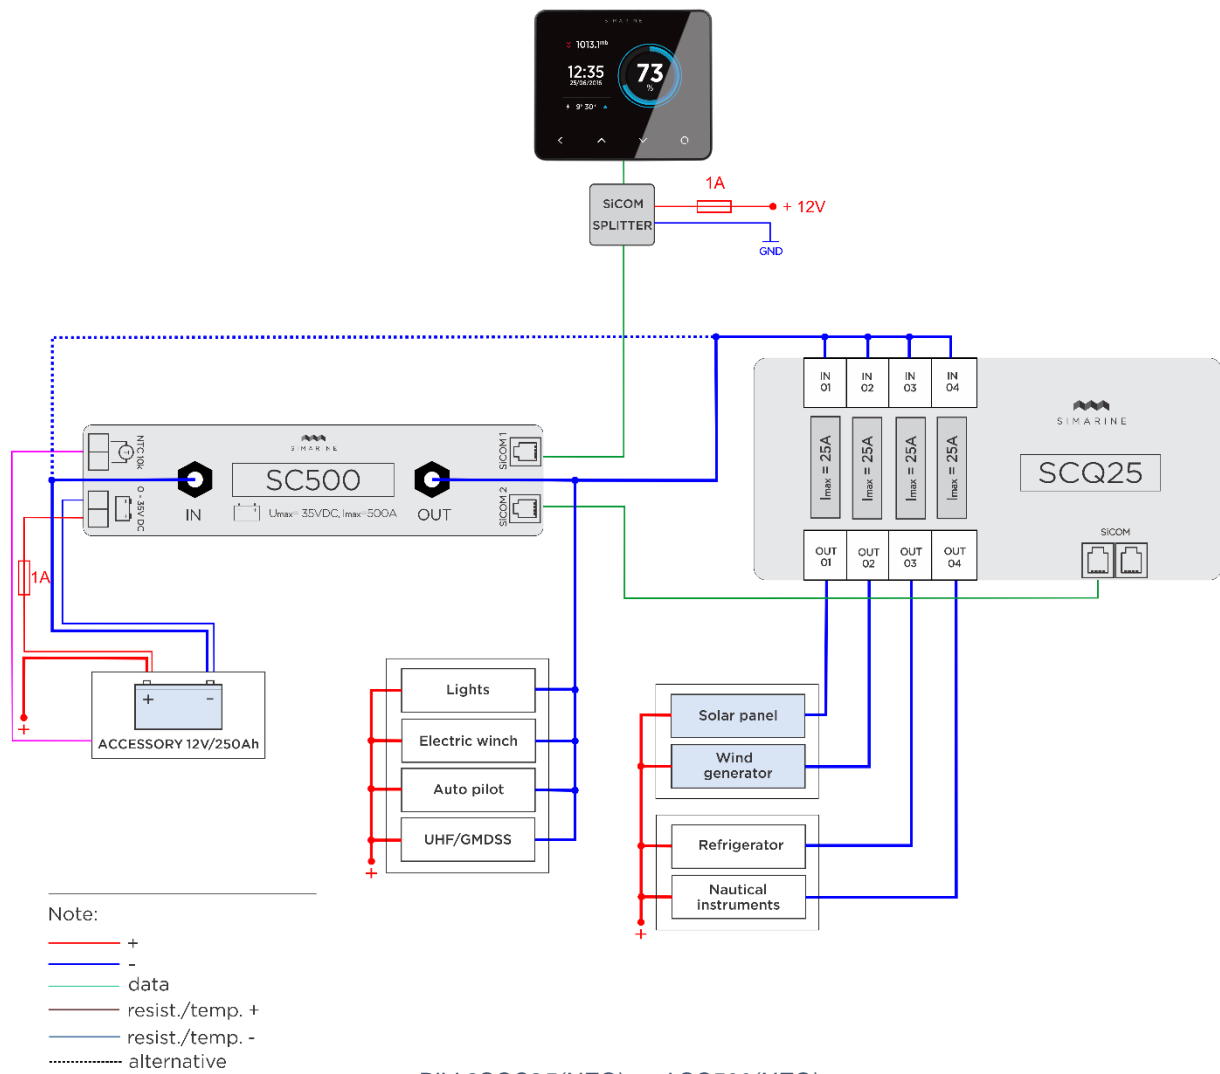 SIMARINE
1013.1mb
12:35
25/06/2015
73
%
9° 30'
1A
SiCOM
SPLITTER
+ 12V
GND
IN
01
IN
02
IN
03
IN
04
NTC 10k
SIMARINE
SiCOM 1
Imax = 25A
Imax = 25A
Imax = 25A
Imax = 25A
SIMARINE
SC500
SCQ25
0 - 35V DC
IN
Umax= 35VDC, Imax=500A
OUT
SiCOM 2
SiCOM
OUT
01
OUT
02
OUT
03
OUT
04
1A
+ -
+
ACCESSORY 12V/250Ah
Lights
Electric winch
Auto pilot
UHF/GMDSS
+
Solar panel
Wind
generator
Refrigerator
Nautical
instruments
+
Note:
+
-
data
resist./temp. +
resist./temp. -
alternative